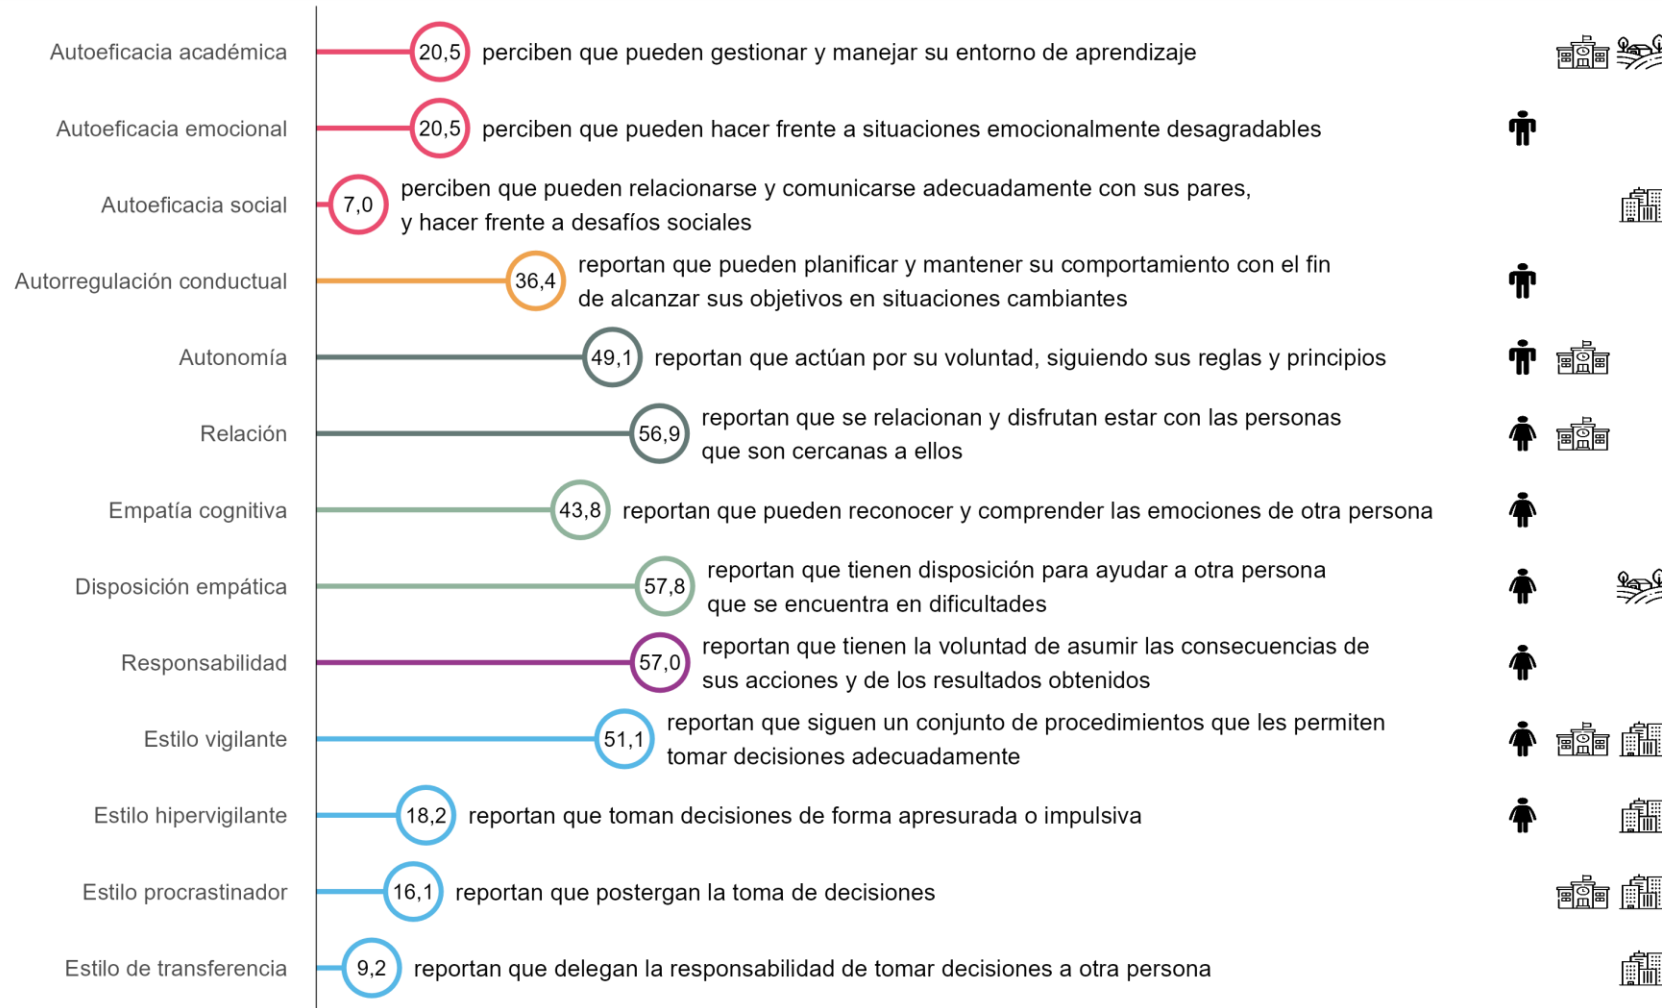 Autoeficacia académica
20,5
perciben que pueden gestionar y manejar su entorno de aprendizaje
Autoeficacia emocional
20,5
perciben que pueden hacer frente a situaciones emocionalmente desagradables
Autoeficacia social
7,0
perciben que pueden relacionarse y comunicarse adecuadamente con sus pares,
y hacer frente a desafíos sociales
Autorregulación conductual
36,4
reportan que pueden planificar y mantener su comportamiento con el fin
de alcanzar sus objetivos en situaciones cambiantes
Autonomía
49,1
reportan que actúan por su voluntad, siguiendo sus reglas y principios
Relación
56,9
reportan que se relacionan y disfrutan estar con las personas
que son cercanas a ellos
Empatía cognitiva
43,8
reportan que pueden reconocer y comprender las emociones de otra persona
Disposición empática
57,8
reportan que tienen disposición para ayudar a otra persona
que se encuentra en dificultades
Responsabilidad
57,0
reportan que tienen la voluntad de asumir las consecuencias de
sus acciones y de los resultados obtenidos
Estilo vigilante
51,1
reportan que siguen un conjunto de procedimientos que les permiten
tomar decisiones adecuadamente
Estilo hipervigilante
18,2
reportan que toman decisiones de forma apresurada o impulsiva
Estilo procrastinador
16,1
reportan que postergan la toma de decisiones
Estilo de transferencia
9,2
reportan que delegan la responsabilidad de tomar decisiones a otra persona